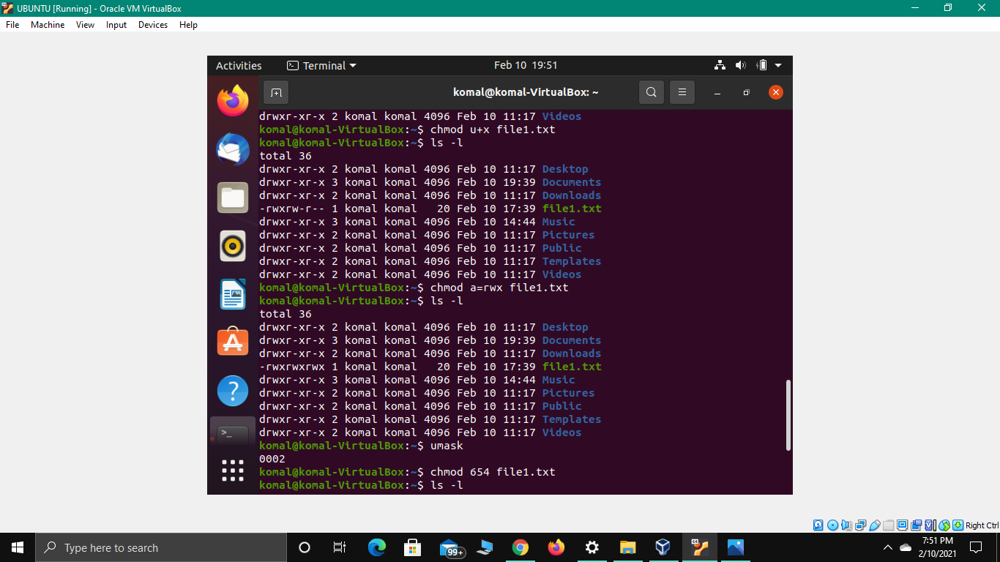 UBUNTU [Running] - Oracle VM VirtualBox
File Machine View Input Devices Help
Activities Terminal Feb 10 19:51
komal@komal-VirtualBox: ~
drwxr-xr-x 2 komal komal 4096 Feb 10 11:17 Videos
komal@komal-VirtualBox:~$ chmod u+x file1.txt
komal@komal-VirtualBox:~$ ls -l
total 36
drwxr-xr-x 2 komal komal 4096 Feb 10 11:17 Desktop
drwxr-xr-x 3 komal komal 4096 Feb 10 19:39 Documents
drwxr-xr-x 2 komal komal 4096 Feb 10 11:17 Downloads
-rwxrw-r-- 1 komal komal   20 Feb 10 17:39 file1.txt
drwxr-xr-x 3 komal komal 4096 Feb 10 14:44 Music
drwxr-xr-x 2 komal komal 4096 Feb 10 11:17 Pictures
drwxr-xr-x 2 komal komal 4096 Feb 10 11:17 Public
drwxr-xr-x 2 komal komal 4096 Feb 10 11:17 Templates
drwxr-xr-x 2 komal komal 4096 Feb 10 11:17 Videos
komal@komal-VirtualBox:~$ chmod a=rwx file1.txt
komal@komal-VirtualBox:~$ ls -l
total 36
drwxr-xr-x 2 komal komal 4096 Feb 10 11:17 Desktop
drwxr-xr-x 3 komal komal 4096 Feb 10 19:39 Documents
drwxr-xr-x 2 komal komal 4096 Feb 10 11:17 Downloads
-rwxrwxrwx 1 komal komal   20 Feb 10 17:39 file1.txt
drwxr-xr-x 3 komal komal 4096 Feb 10 14:44 Music
drwxr-xr-x 2 komal komal 4096 Feb 10 11:17 Pictures
drwxr-xr-x 2 komal komal 4096 Feb 10 11:17 Public
drwxr-xr-x 2 komal komal 4096 Feb 10 11:17 Templates
drwxr-xr-x 2 komal komal 4096 Feb 10 11:17 Videos
komal@komal-VirtualBox:~$ umask
0002
komal@komal-VirtualBox:~$ chmod 654 file1.txt
komal@komal-VirtualBox:~$ ls -l
Right Ctrl
Type here to search
99+
7:51 PM
2/10/2021